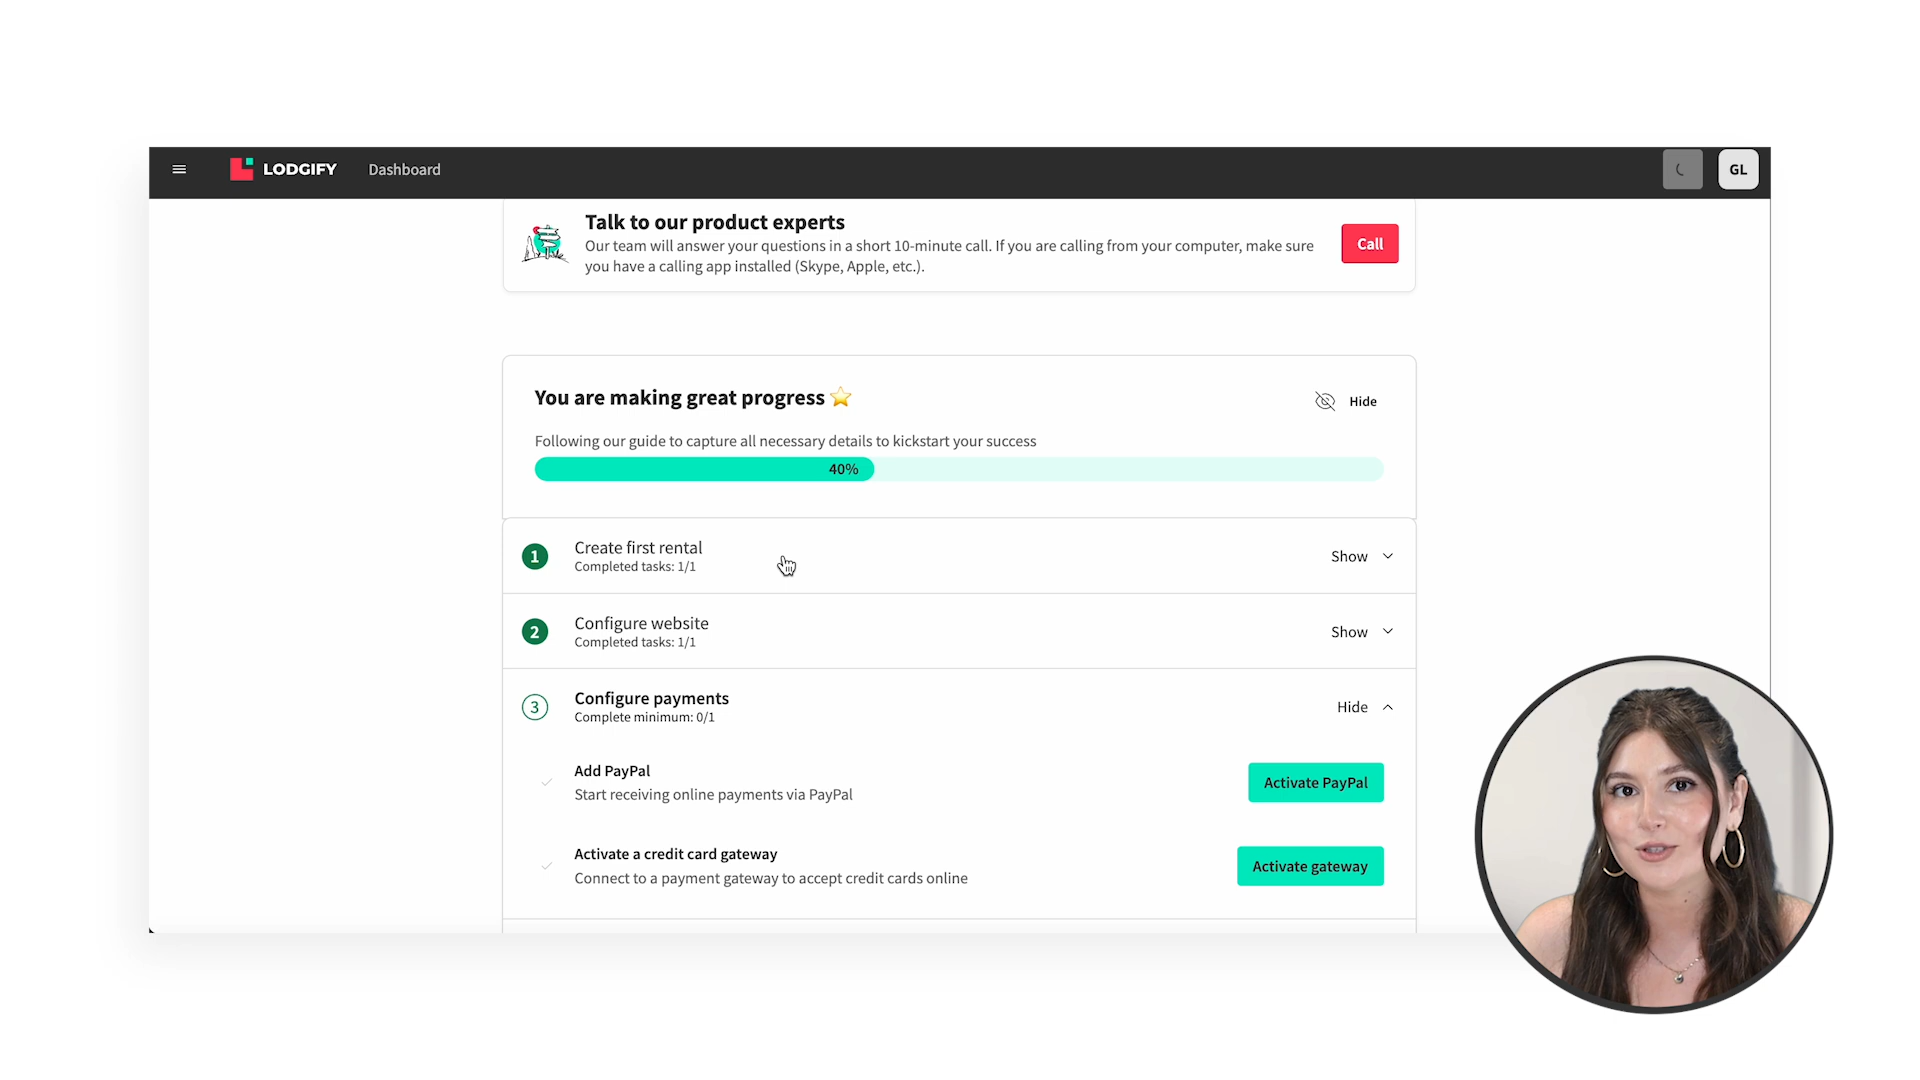 LODGIFY
Dashboard
GL
Talk to our product experts
Our team will answer your questions in a short 10-minute call. If you are calling from your computer, make sure
you have a calling app installed (Skype, Apple, etc.).
Call
You are making great progress ⭐
Hide
Following our guide to capture all necessary details to kickstart your success
40%
1
Create first rental
Completed tasks: 1/1
Show
2
Configure website
Completed tasks: 1/1
Show
3
Configure payments
Complete minimum: 0/1
Hide
Add PayPal
Start receiving online payments via PayPal
Activate PayPal
Activate a credit card gateway
Connect to a payment gateway to accept credit cards online
Activate gateway